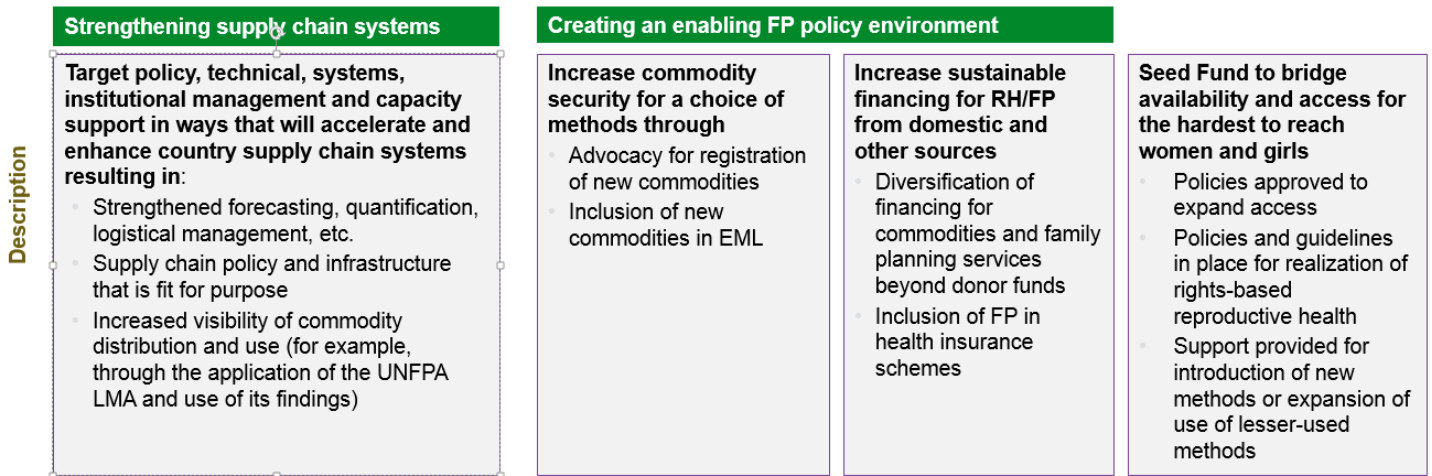 Strengthening supply chain systems
Creating an enabling FP policy environment
Description
Target policy, technical, systems,
institutional management and capacity
support in ways that will accelerate and
enhance country supply chain systems
resulting in:
• Strengthened forecasting, quantification,
logistical management, etc.
• Supply chain policy and infrastructure
that is fit for purpose
• Increased visibility of commodity
distribution and use (for example,
through the application of the UNFPA
LMA and use of its findings)
Increase commodity
security for a choice of
methods through
• Advocacy for registration
of new commodities
• Inclusion of new
commodities in EML
Increase sustainable
financing for RH/FP
from domestic and
other sources
• Diversification of
financing for
commodities and family
planning services
beyond donor funds
• Inclusion of FP in
health insurance
schemes
Seed Fund to bridge
availability and access for
the hardest to reach
women and girls
• Policies approved to
expand access
• Policies and guidelines
in place for realization of
rights-based
reproductive health
• Support provided for
introduction of new
methods or expansion of
use of lesser-used
methods